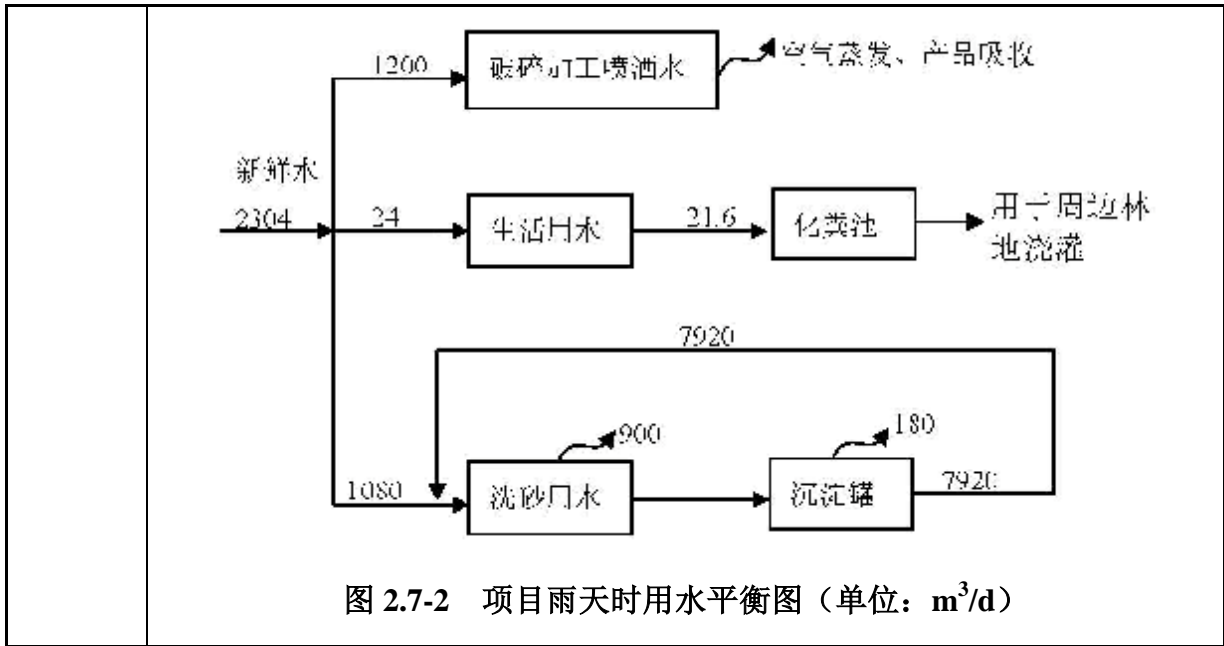 1200
破碎加工喷洒水
空气蒸发、产品吸收
新鲜水
2304
24
生活用水
21.6
化粪池
用于周边林
地浇灌
7920
900
180
1080
洗砂用水
沉淀罐
7920
图 2.7-2 项目雨天时用水平衡图（单位：m³/d）